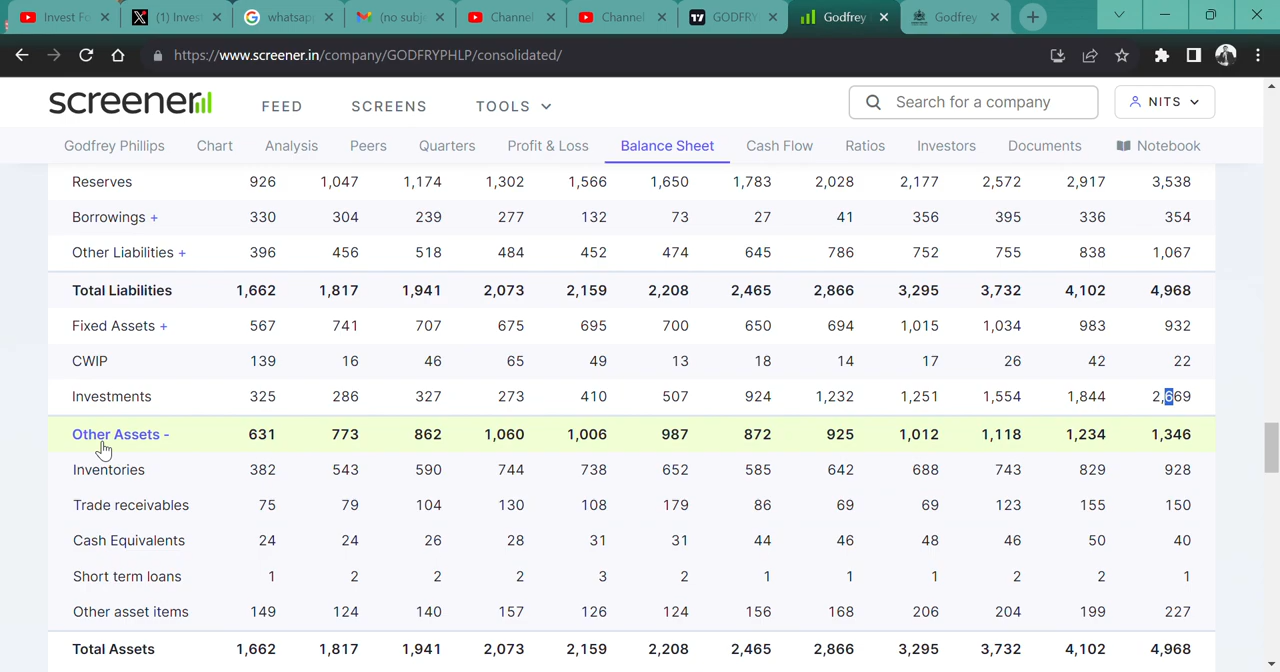 Invest Fo
(1) Invest
whatsap
(no subj
Channel
Channel
GODFRY
Godfrey
Godfrey
https://www.screener.in/company/GODFRYPHLP/consolidated/
screener
FEED SCREENS TOOLS
Search for a company
NITS
Godfrey Phillips Chart Analysis Peers Quarters Profit & Loss Balance Sheet Cash Flow Ratios Investors Documents Notebook
Reserves 926 1,047 1,174 1,302 1,566 1,650 1,783 2,028 2,177 2,572 2,917 3,538
Borrowings + 330 304 239 277 132 73 27 41 356 395 336 354
Other Liabilities + 396 456 518 484 452 474 645 786 752 755 838 1,067
Total Liabilities 1,662 1,817 1,941 2,073 2,159 2,208 2,465 2,866 3,295 3,732 4,102 4,968
Fixed Assets + 567 741 707 675 695 700 650 694 1,015 1,034 983 932
CWIP 139 16 46 65 49 13 18 14 17 26 42 22
Investments 325 286 327 273 410 507 924 1,232 1,251 1,554 1,844 2,669
Other Assets - 631 773 862 1,060 1,006 987 872 925 1,012 1,118 1,234 1,346
Inventories 382 543 590 744 738 652 585 642 688 743 829 928
Trade receivables 75 79 104 130 108 179 86 69 69 123 155 150
Cash Equivalents 24 24 26 28 31 31 44 46 48 46 50 40
Short term loans 1 2 2 2 3 2 1 1 1 2 2 1
Other asset items 149 124 140 157 126 124 156 168 206 204 199 227
Total Assets 1,662 1,817 1,941 2,073 2,159 2,208 2,465 2,866 3,295 3,732 4,102 4,968